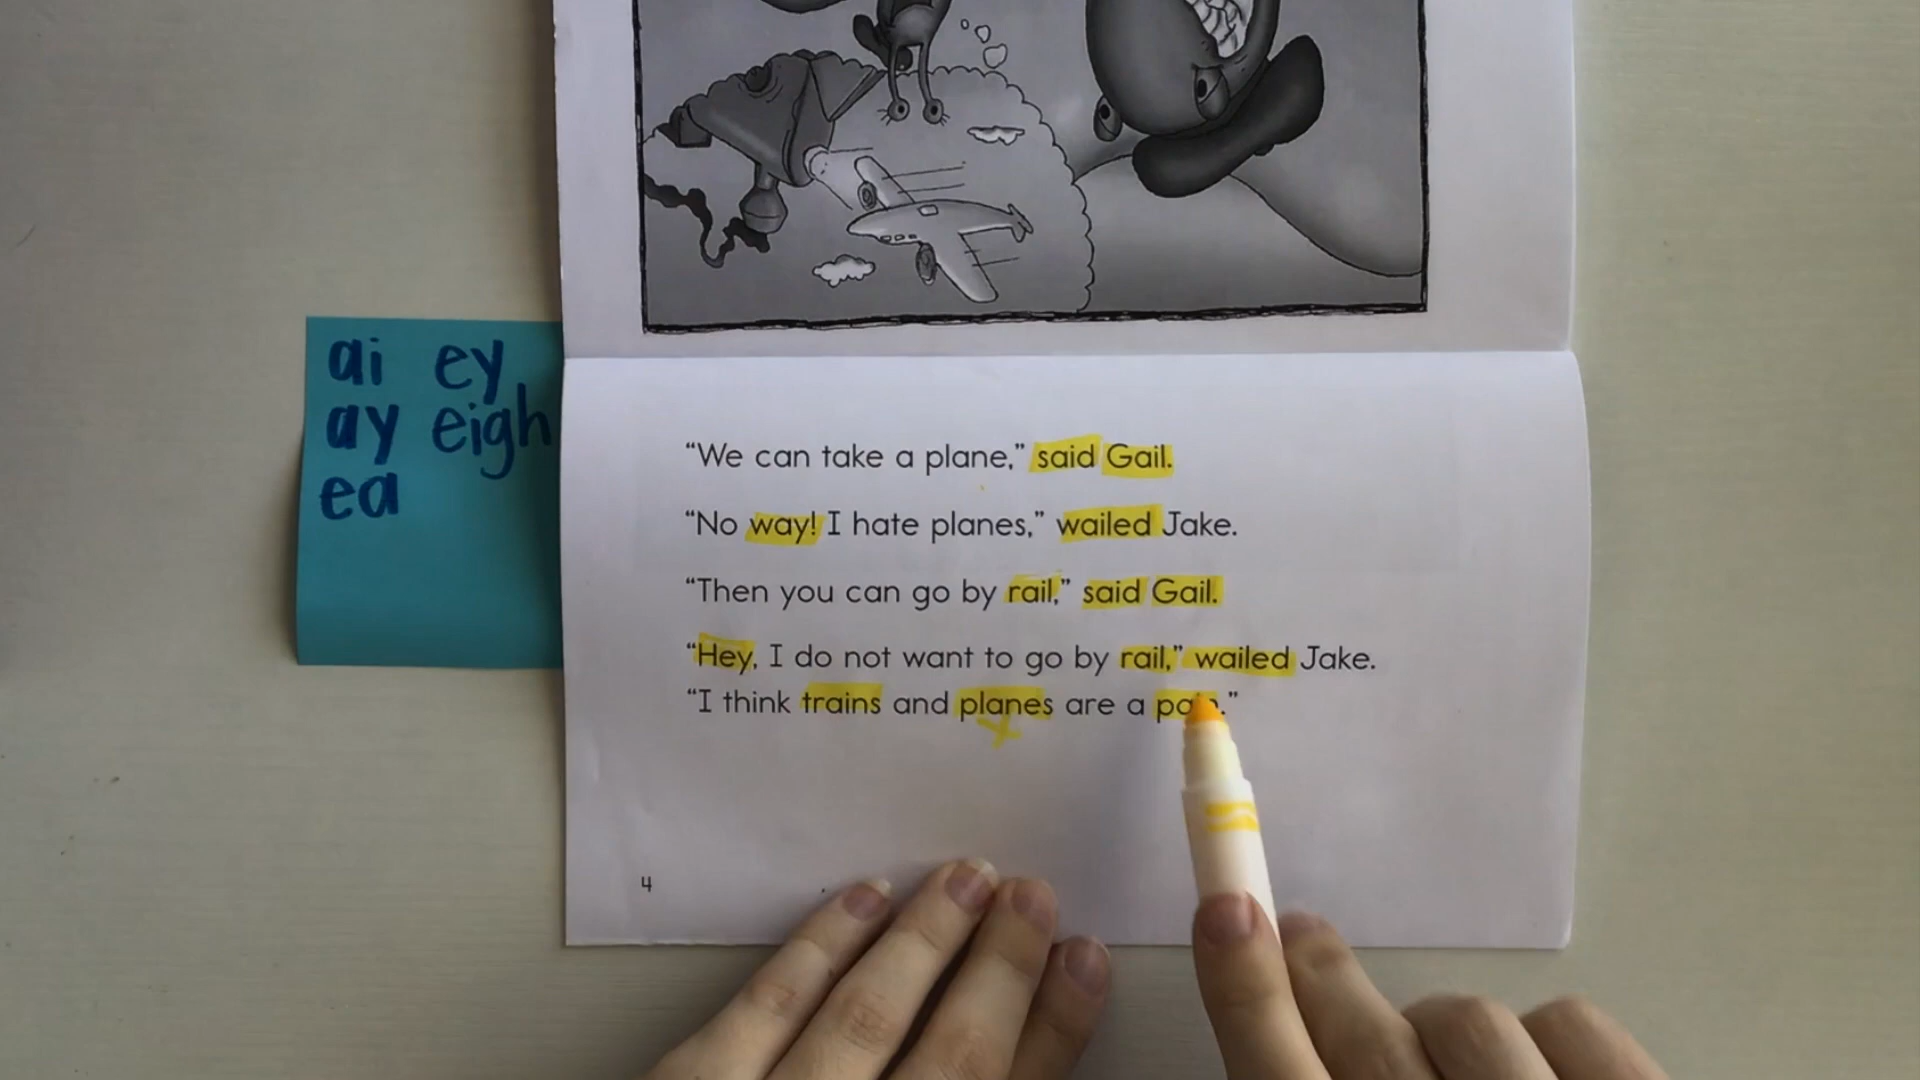 ai ey
ay eigh
ea
“We can take a plane,” said Gail.
“No way! I hate planes,” wailed Jake.
“Then you can go by rail,” said Gail.
“Hey, I do not want to go by rail,” wailed Jake.
“I think trains and planes are a pain.”
4